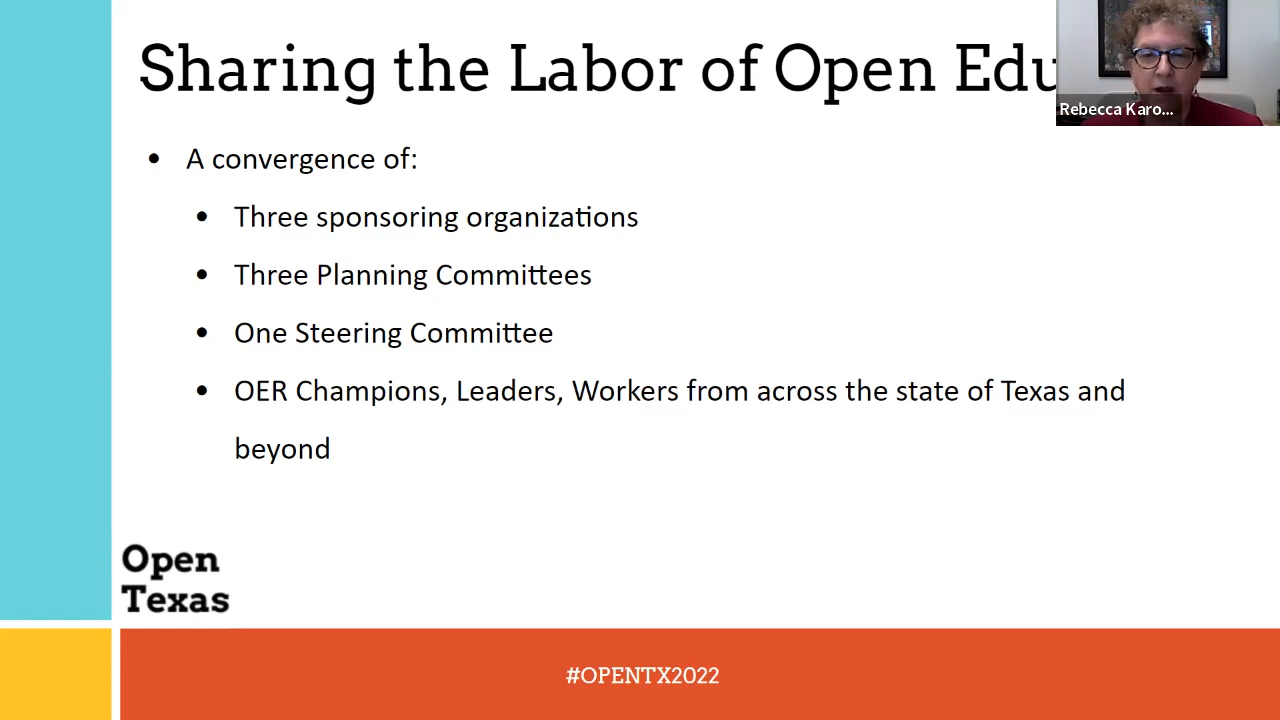 Sharing the Labor of Open Edu
Rebecca Karo...
• A convergence of:
• Three sponsoring organizations
• Three Planning Committees
• One Steering Committee
• OER Champions, Leaders, Workers from across the state of Texas and
beyond
Open
Texas
#OPENTX2022